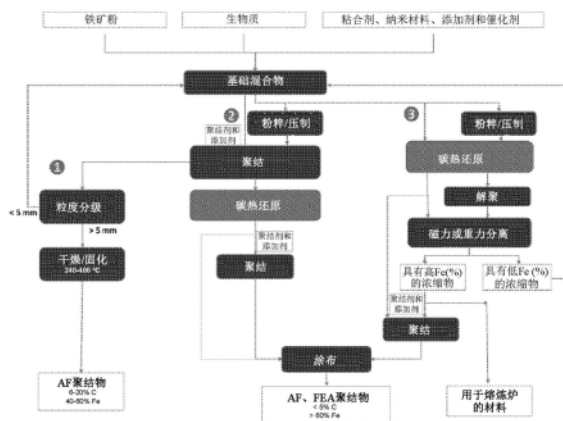 铁矿粉
生物质
粘合剂、纳米材料、添加剂和催化剂
基础混合物
2
3
粉粹/压制
粉粹/压制
聚结剂和
添加剂
1
聚结
碳热还原
粒度分级
碳热还原
解聚
< 5 mm
> 5 mm
磁力或重力分离
聚结剂和
添加剂
干燥/固化
240-400 ºC
聚结
具有高Fe(%)
的浓缩物
具有低Fe (%)
的浓缩物
聚结剂和
添加剂
聚结
涂布
AF聚结物
6-20% C
40-60% Fe
AF、FEA聚结物
< 6% C
> 60% Fe
用于熔炼炉
的材料